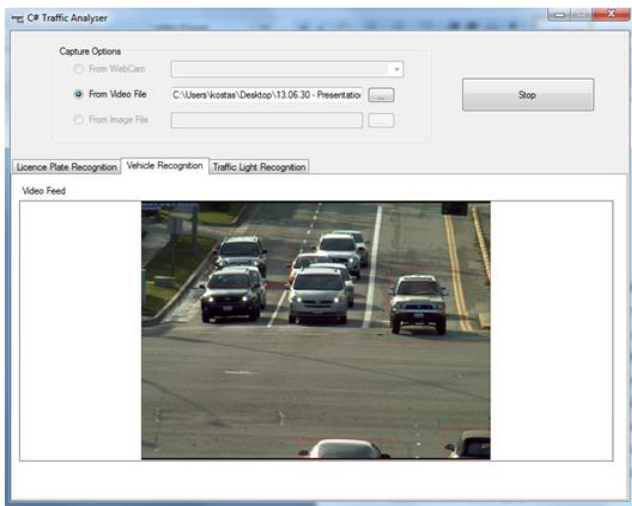 C# Traffic Analyser
Capture Options
From WebCam
From Video File C:\Users\kostas\Desktop\13.06.30 - Presentation ...
From Image File ...
Stop
Licence Plate Recognition Vehicle Recognition Traffic Light Recognition
Video Feed